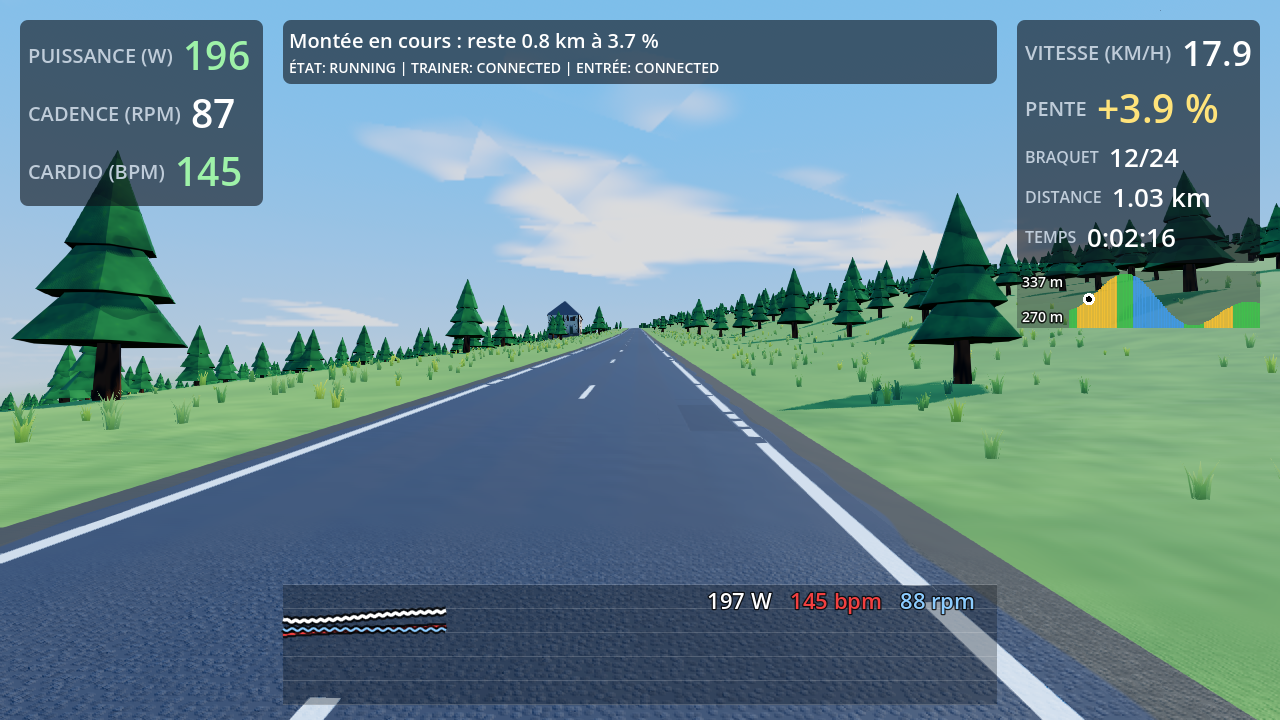 PUISSANCE (W) 196
CADENCE (RPM) 87
CARDIO (BPM) 145
Montée en cours : reste 0.8 km à 3.7 %
ÉTAT: RUNNING | TRAINER: CONNECTED | ENTRÉE: CONNECTED
VITESSE (KM/H) 17.9
PENTE +3.9 %
BRAQUET 12/24
DISTANCE 1.03 km
TEMPS 0:02:16
337 m
270 m
197 W 145 bpm 88 rpm